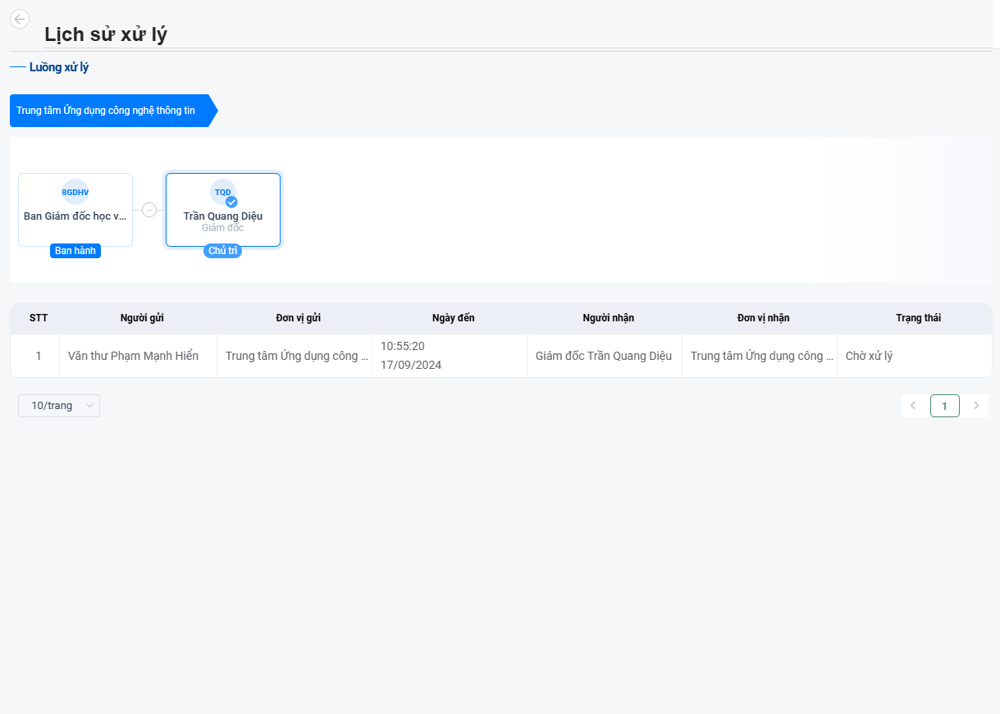 Lịch sử xử lý
Luồng xử lý
Trung tâm Ứng dụng công nghệ thông tin
BGDHV
TQD
Ban Giám đốc học v...
Trần Quang Diệu
Giám đốc
Ban hành
Chủ trì
STT Người gửi Đơn vị gửi Ngày đến Người nhận Đơn vị nhận Trạng thái
1 Văn thư Phạm Mạnh Hiển Trung tâm Ứng dụng công ... 10:55:20 Giám đốc Trần Quang Diệu Trung tâm Ứng dụng công ... Chờ xử lý
17/09/2024
10/trang
1